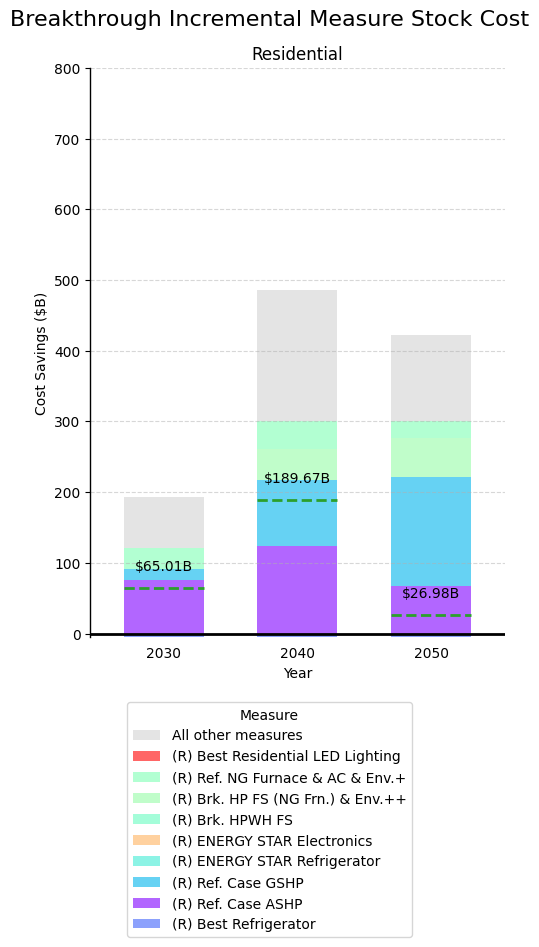 Breakthrough Incremental Measure Stock Cost
Residential
800
700
600
500
400
300
200
100
0
Cost Savings ($B)
$65.01B
$189.67B
$26.98B
2030
2040
2050
Year
Measure
All other measures
(R) Best Residential LED Lighting
(R) Ref. NG Furnace & AC & Env.+
(R) Brk. HP FS (NG Frn.) & Env.++
(R) Brk. HPWH FS
(R) ENERGY STAR Electronics
(R) ENERGY STAR Refrigerator
(R) Ref. Case GSHP
(R) Ref. Case ASHP
(R) Best Refrigerator